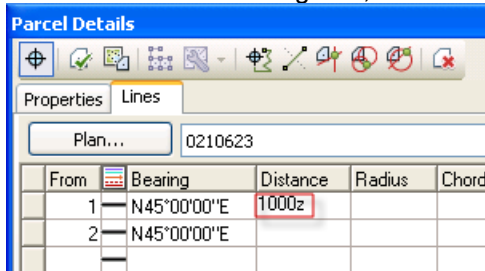 Parcel Details
Properties Lines
Plan... 0210623
From Bearing Distance Radius Chord
1 N45°00'00"E 1000z
2 N45°00'00"E